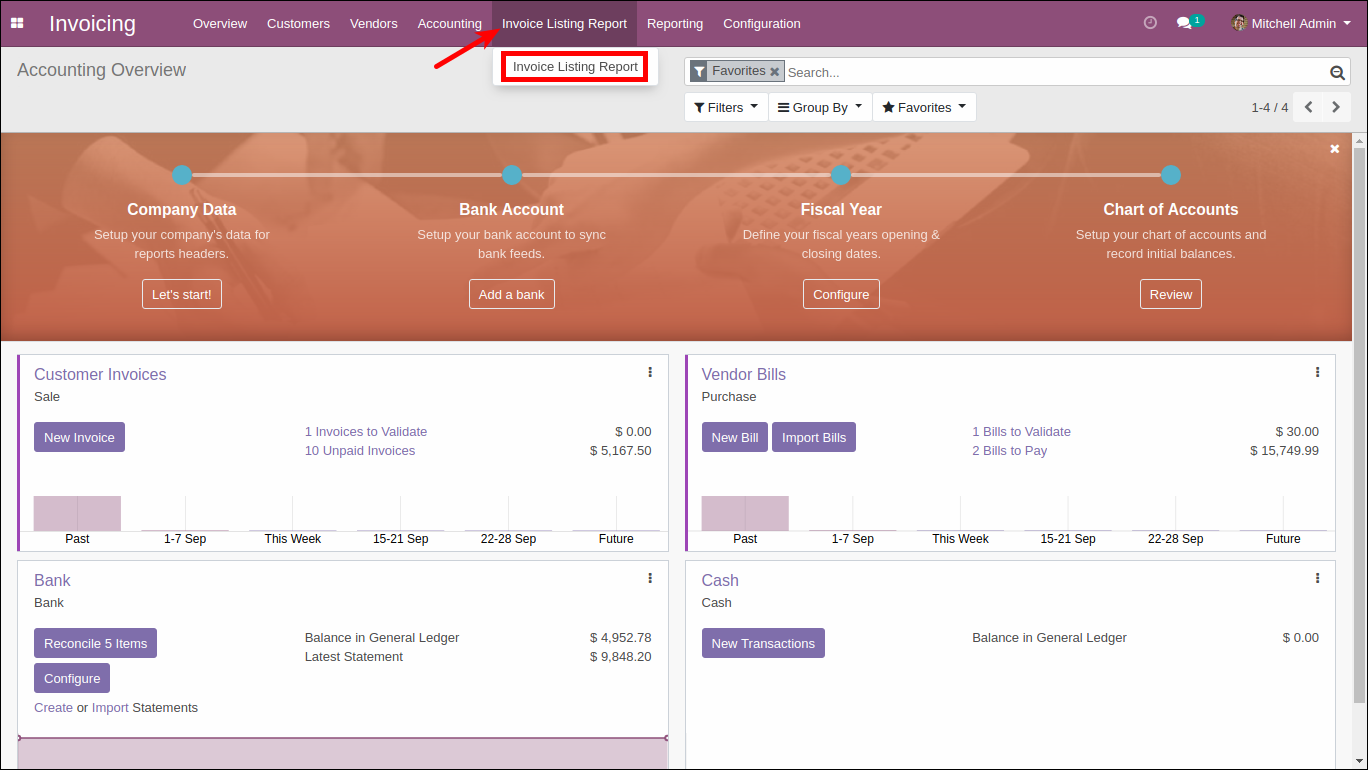 Invoicing Overview Customers Vendors Accounting Invoice Listing Report Reporting Configuration 1 Mitchell Admin
Invoice Listing Report
Accounting Overview
Favorites Search...
Filters Group By Favorites 1-4 / 4
Company Data
Setup your company's data for
reports headers.
Let's start!
Bank Account
Setup your bank account to sync
bank feeds.
Add a bank
Fiscal Year
Define your fiscal years opening &
closing dates.
Configure
Chart of Accounts
Setup your chart of accounts and
record initial balances.
Review
Customer Invoices
Sale
New Invoice
1 Invoices to Validate $ 0.00
10 Unpaid Invoices $ 5,167.50
Past 1-7 Sep This Week 15-21 Sep 22-28 Sep Future
Vendor Bills
Purchase
New Bill Import Bills
1 Bills to Validate $ 30.00
2 Bills to Pay $ 15,749.99
Past 1-7 Sep This Week 15-21 Sep 22-28 Sep Future
Bank
Bank
Reconcile 5 Items
Configure
Create or Import Statements
Balance in General Ledger $ 4,952.78
Latest Statement $ 9,848.20
Cash
Cash
New Transactions
Balance in General Ledger $ 0.00